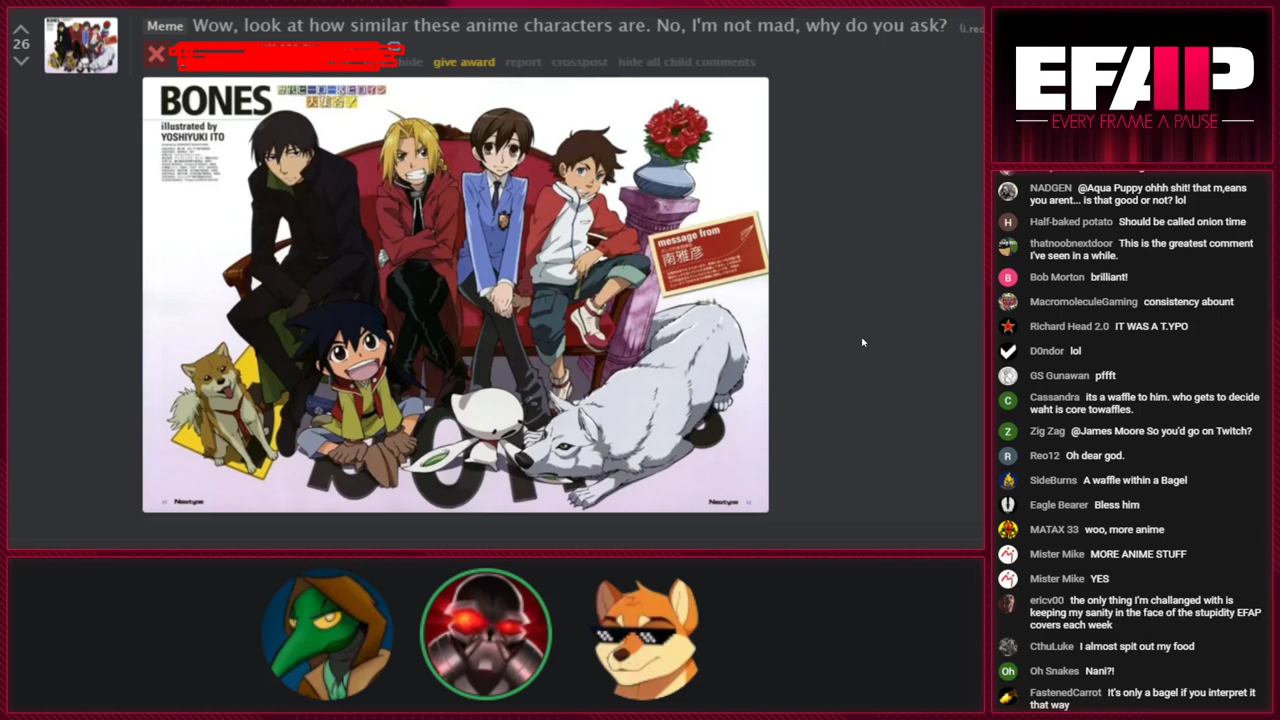 26
Meme Wow, look at how similar these anime characters are. No, I'm not mad, why do you ask?
hide give award report crosspost hide all child comments
BONES
illustrated by
YOSHIYUKI ITO
message from
南雅彦
Newtype
Newtype
EFAP
EVERY FRAME A PAUSE
NADGEN @Aqua Puppy ohhh shit! that m,eans
you arent... is that good or not? lol
H Half-baked potato Should be called onion time
thatnoobnextdoor This is the greatest comment
I've seen in a while.
B Bob Morton brilliant!
MacromoleculeGaming consistency abount
Richard Head 2.0 IT WAS A T.YPO
D0ndor lol
GS Gunawan pffft
C Cassandra its a waffle to him. who gets to decide
waht is core towaffles.
Z Zig Zag @James Moore So you'd go on Twitch?
R Reo12 Oh dear god.
SideBurns A waffle within a Bagel
Eagle Bearer Bless him
MATAX 33 woo, more anime
Mister Mike MORE ANIME STUFF
Mister Mike YES
ericv00 the only thing I'm challanged with is
keeping my sanity in the face of the stupidity EFAP
covers each week
CthuLuke I almost spit out my food
Oh Oh Snakes Nani?!
FastenedCarrot It's only a bagel if you interpret it
that way